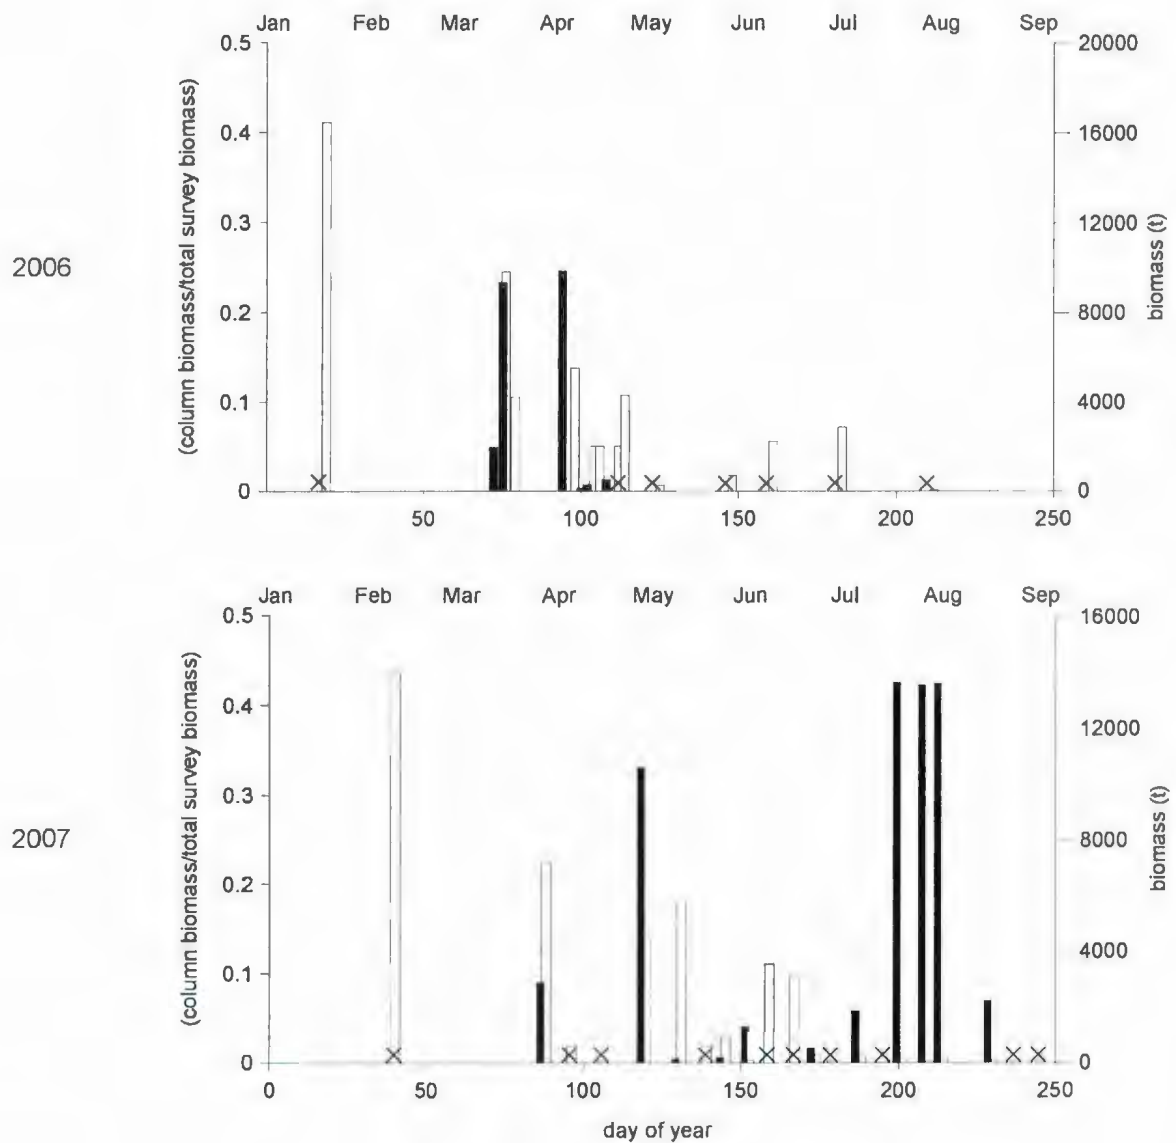 Jan Feb Mar Apr May Jun Jul Aug Sep
0.5 20000
0.4 16000
0.3 12000
0.2 8000
0.1 4000
0 0
50 100 150 200 250
(column biomass/total survey biomass)
biomass (t)
2006
Jan Feb Mar Apr May Jun Jul Aug Sep
0.5 16000
0.4 12000
0.3
0.2 8000
0.1 4000
0 0
0 50 100 150 200 250
(column biomass/total survey biomass)
biomass (t)
2007
day of year